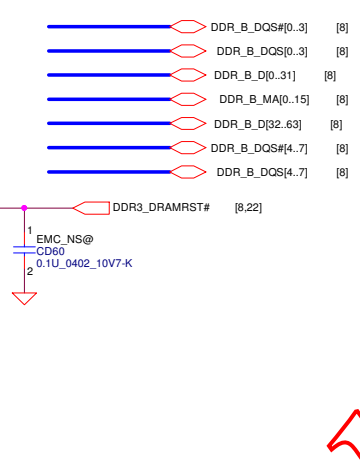 DDR_B_DQS#[0..3] [8]
DDR_B_DQS[0..3] [8]
DDR_B_D[0..31] [8]
DDR_B_MA[0..15] [8]
DDR_B_D[32..63] [8]
DDR_B_DQS#[4..7] [8]
DDR_B_DQS[4..7] [8]
DDR3_DRAMRST# [8,22]
1
EMC_NS@
CD60
0.1U_0402_10V7-K
2